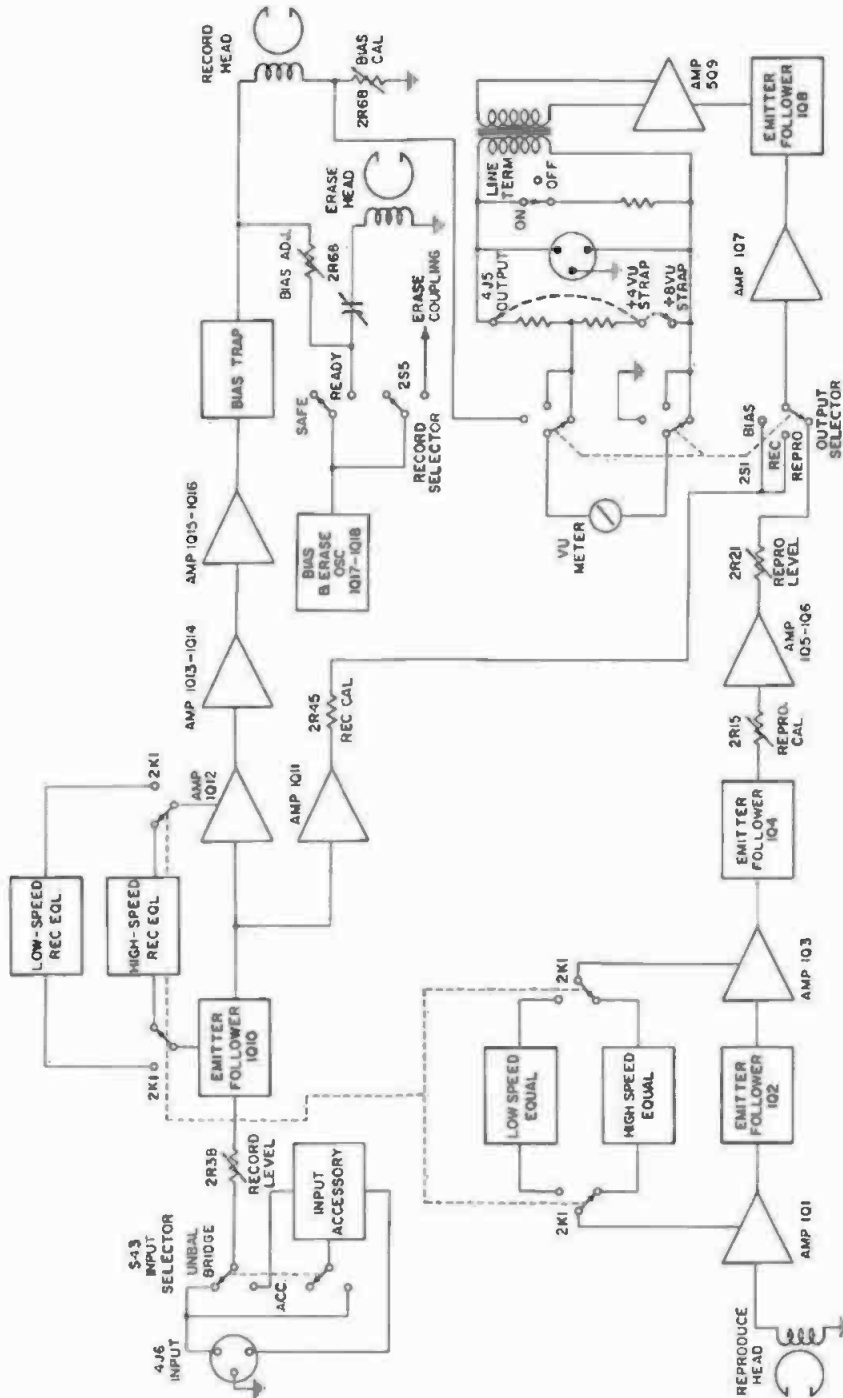 4J6
INPUT
S43
INPUT
SELECTOR
UNBAL
BRIDGE
ACC.
INPUT
ACCESSORY
2R38
RECORD
LEVEL
EMITTER
FOLLOWER
1Q10
2K1
LOW-SPEED
REC EQL
HIGH-SPEED
REC EQL
2K1
AMP
1Q12
AMP 1Q13-1Q14
AMP 1Q15-1Q16
BIAS TRAP
RECORD
HEAD
2R68
BIAS
CAL
AMP 1Q11
2R45
REC CAL
BIAS
& ERASE
OSC
1Q17-1Q18
SAFE
READY
2S5
RECORD
SELECTOR
ERASE
COUPLING
BIAS ADJ.
2R68
ERASE
HEAD
VU
METER
4J5
OUTPUT
+4VU
STRAP
+8VU
STRAP
LINE
TERM
ON
OFF
AMP
5Q9
EMITTER
FOLLOWER
1Q8
AMP 1Q7
2S1
BIAS
REC
REPRO
OUTPUT
SELECTOR
REPRODUCE
HEAD
AMP 1Q1
2K1
LOW SPEED
EQUAL
HIGH SPEED
EQUAL
2K1
EMITTER
FOLLOWER
1Q2
AMP 1Q3
EMITTER
FOLLOWER
1Q4
2R15
REPRO.
CAL
AMP
1Q5-1Q6
2R21
REPRO
LEVEL